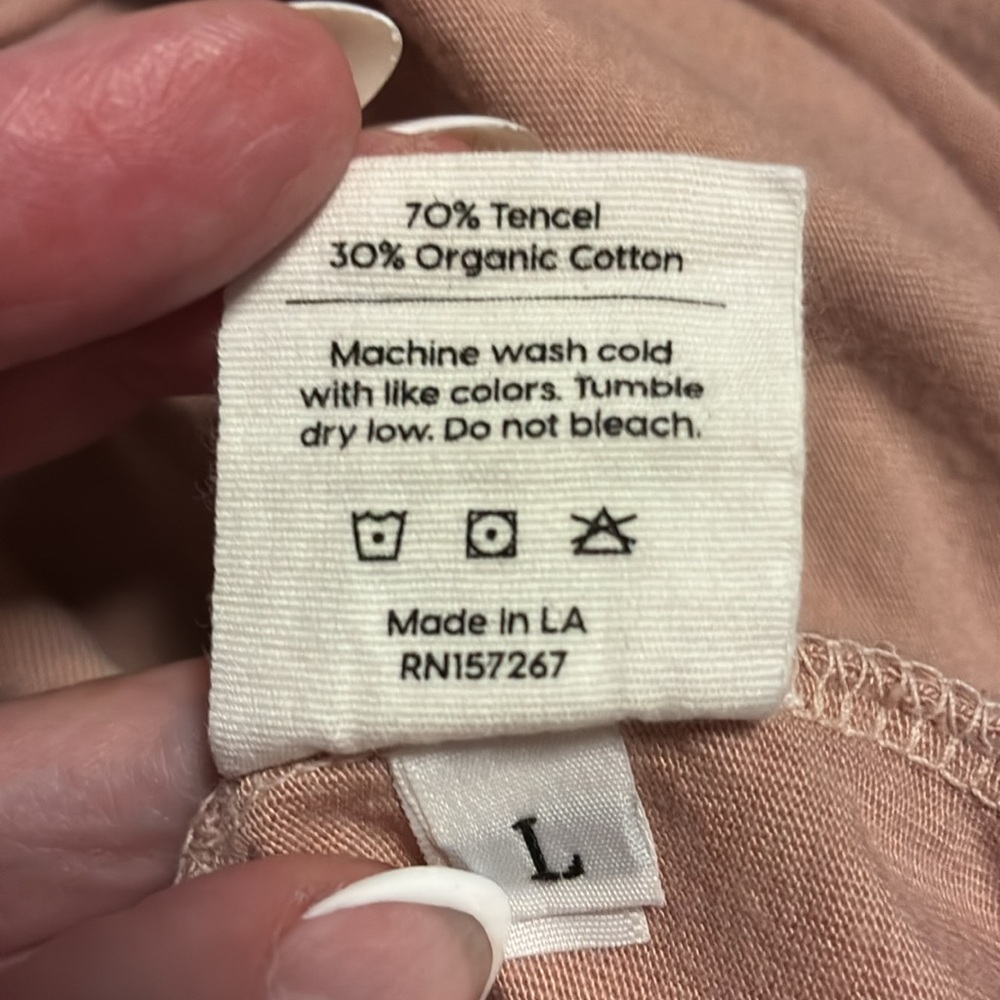 70% Tencel
30% Organic Cotton
Machine wash cold
with like colors. Tumble
dry low. Do not bleach.
Made in LA
RN157267
L